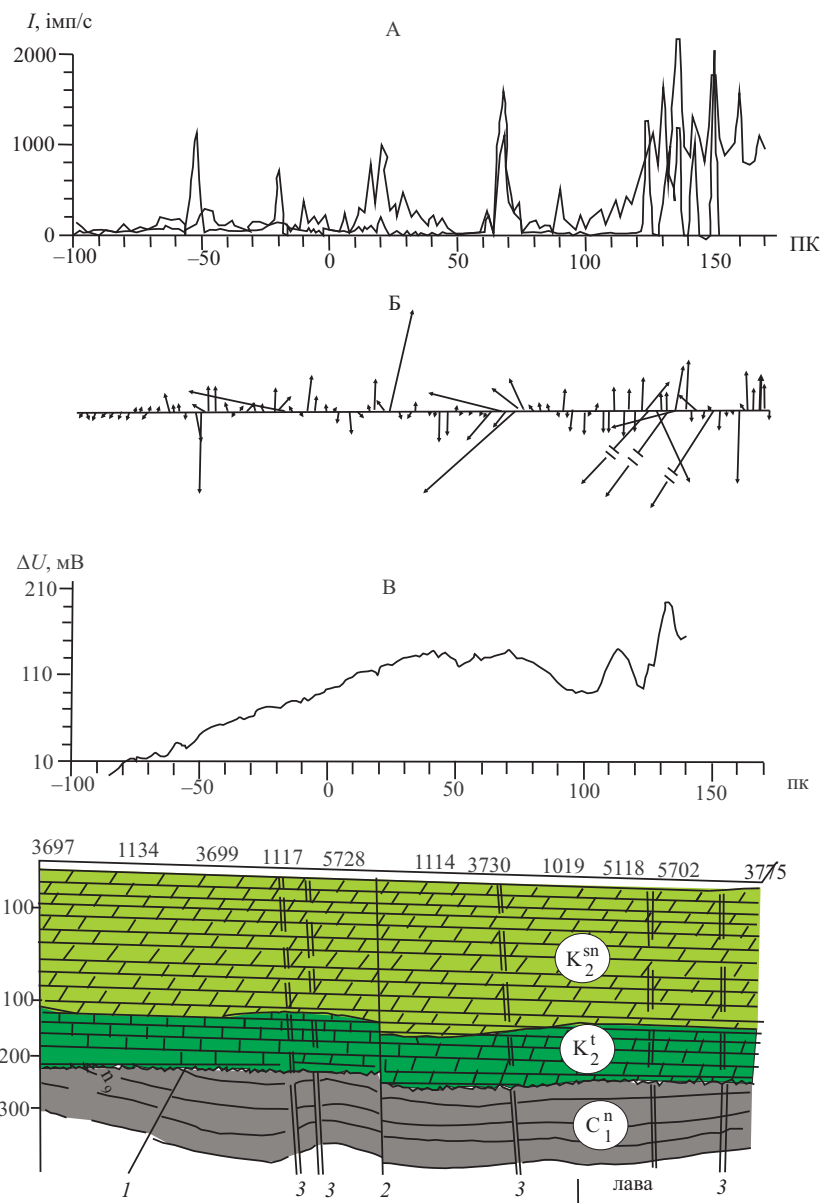 I, імп/с
А
2000
1000
0
–100 –50 0 50 100 150 ПК
Б
ΔU, мВ
В
210
110
10
–100 –50 0 50 100 150 пк
3697 1134 3699 1117 5728 1114 3730 1019 5118 5702 3775
100
K₂ˢⁿ
100
200
K₂ᵗ
n₉
300
C₁ⁿ
1 3 3 2 3 лава 3